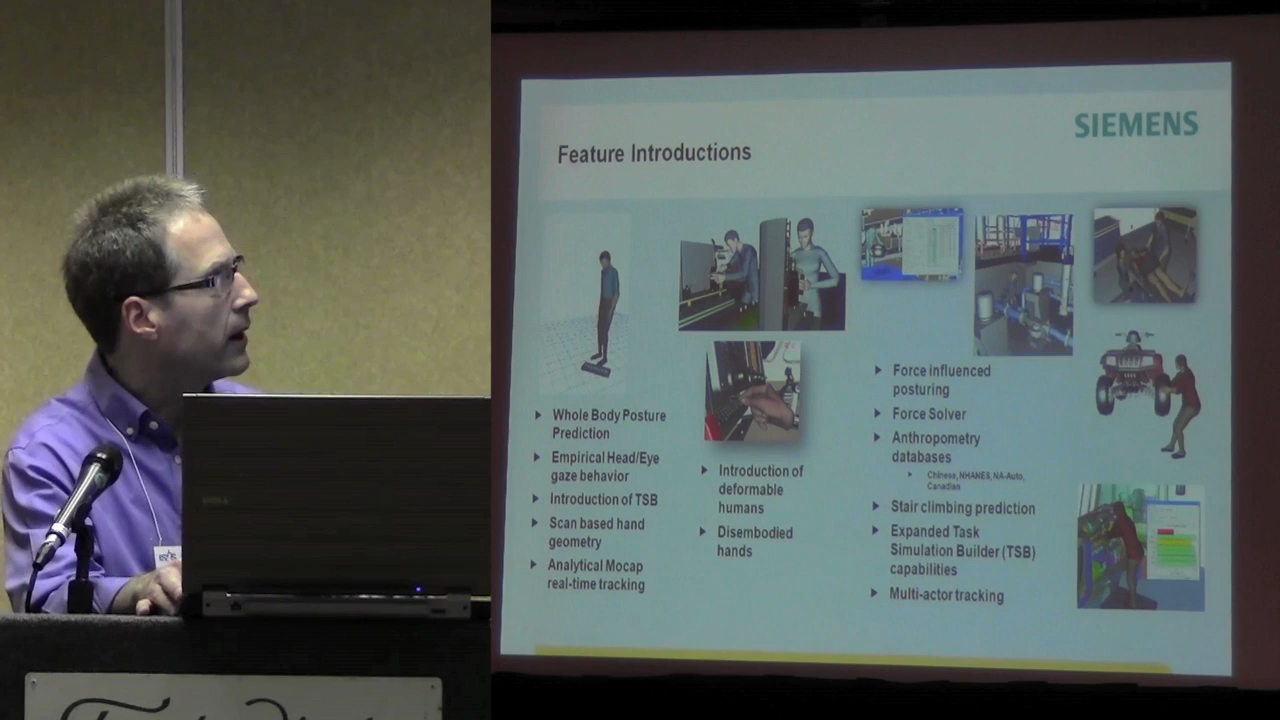 SIEMENS
Feature Introductions
Whole Body Posture
Prediction
Empirical Head/Eye
gaze behavior
Introduction of TSB
Scan based hand
geometry
Analytical Mocap
real-time tracking
Introduction of
deformable
humans
Disembodied
hands
Force influenced
posturing
Force Solver
Anthropometry
databases
Chinese, NHANES, NA-Auto,
Canadian
Stair climbing prediction
Expanded Task
Simulation Builder (TSB)
capabilities
Multi-actor tracking